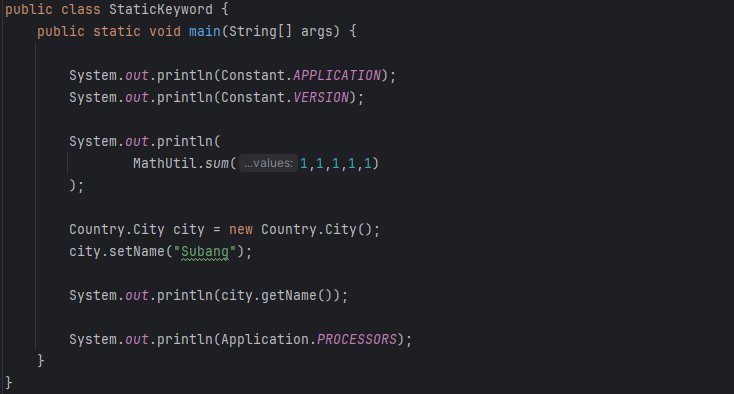 public class StaticKeyword {
    public static void main(String[] args) {
        System.out.println(Constant.APPLICATION);
        System.out.println(Constant.VERSION);
        System.out.println(
                MathUtil.sum( ...values: 1,1,1,1,1)
        );
        Country.City city = new Country.City();
        city.setName("Subang");
        System.out.println(city.getName());
        System.out.println(Application.PROCESSORS);
    }
}